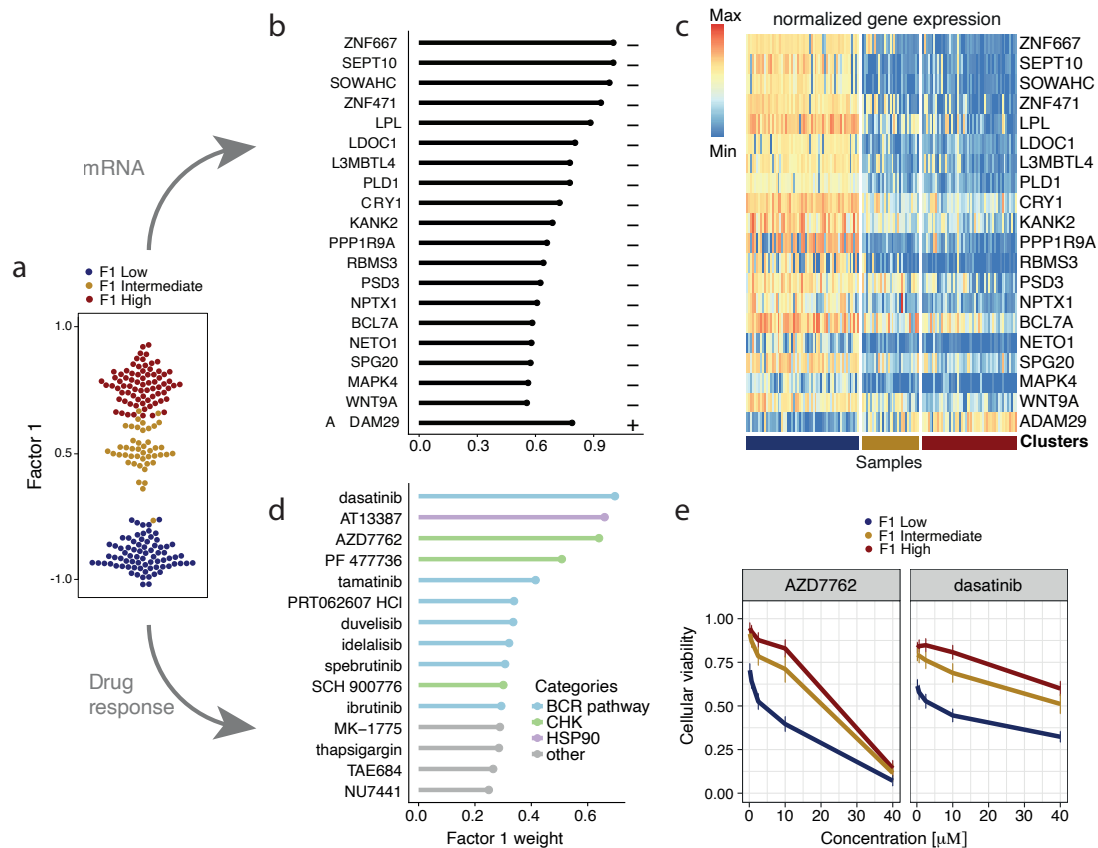 a
mRNA
F1 Low
F1 Intermediate
F1 High
1.0
0.5
-1.0
Factor 1
Drug
response
b
ZNF667 −
SEPT10 −
SOWAHC −
ZNF471 −
LPL −
LDOC1 −
L3MBTL4 −
PLD1 −
CRY1 −
KANK2 −
PPP1R9A −
RBMS3 −
PSD3 −
NPTX1 −
BCL7A −
NETO1 −
SPG20 −
MAPK4 −
WNT9A −
A DAM29 +
0.0 0.3 0.6 0.9
c
Max
Min
normalized gene expression
ZNF667
SEPT10
SOWAHC
ZNF471
LPL
LDOC1
L3MBTL4
PLD1
CRY1
KANK2
PPP1R9A
RBMS3
PSD3
NPTX1
BCL7A
NETO1
SPG20
MAPK4
WNT9A
ADAM29
Clusters
Samples
d
dasatinib
AT13387
AZD7762
PF 477736
tamatinib
PRT062607 HCl
duvelisib
idelalisib
spebrutinib
SCH 900776
ibrutinib
MK−1775
thapsigargin
TAE684
NU7441
Categories
BCR pathway
CHK
HSP90
other
0.0 0.2 0.4 0.6
Factor 1 weight
e
F1 Low
F1 Intermediate
F1 High
AZD7762 dasatinib
1.00
0.75
0.50
0.25
0.00
Cellular viability
0 10 20 30 40 0 10 20 30 40
Concentration [μM]